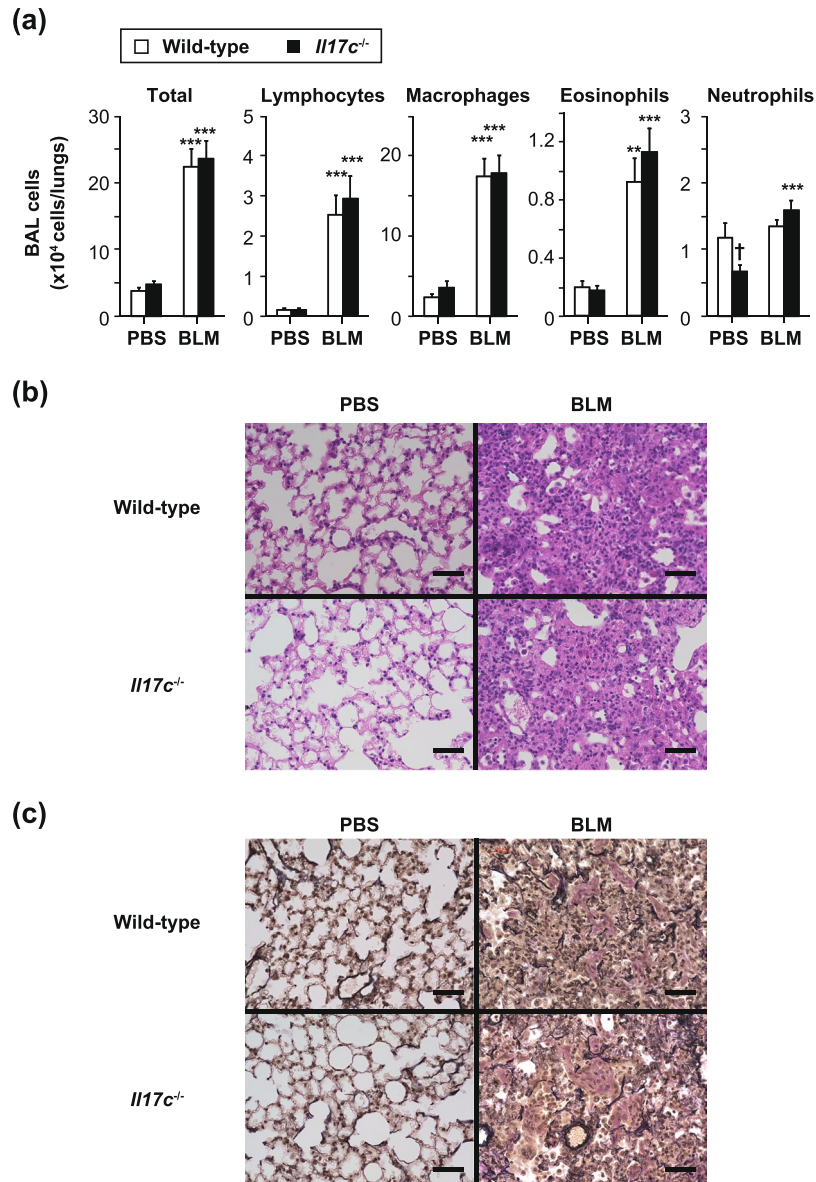 (a)
Wild-type Il17c-/-
Total Lymphocytes Macrophages Eosinophils Neutrophils
BAL cells
(x10⁴ cells/lungs)
30
20
10
0
*** ***
PBS BLM
5
4
3
2
1
0
*** ***
PBS BLM
20
10
0
*** ***
PBS BLM
1.2
0.8
0.4
0
** ***
PBS BLM
3
2
1
0
† ***
PBS BLM
(b)
PBS BLM
Wild-type
Il17c-/-
(c)
PBS BLM
Wild-type
Il17c-/-